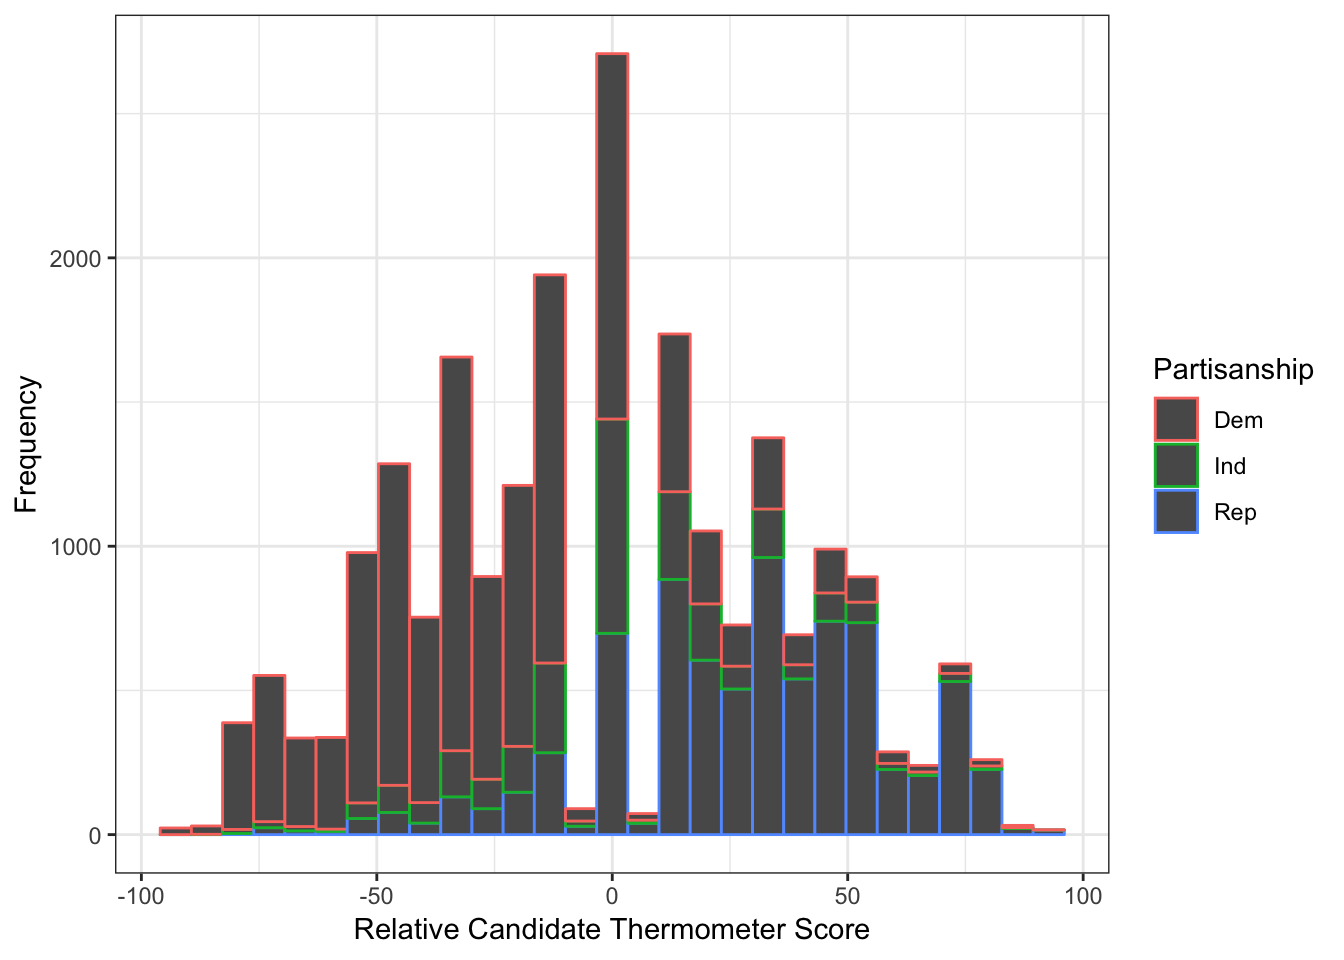 Frequency
2000
1000
0
-100
-50
0
50
100
Relative Candidate Thermometer Score
Partisanship
Dem
Ind
Rep